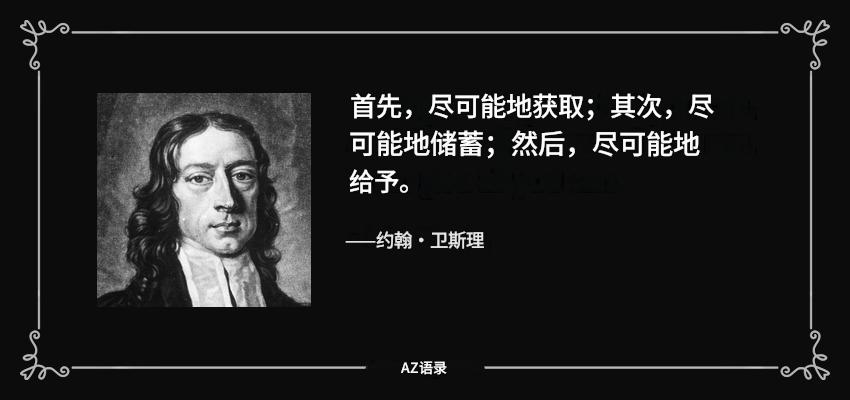 首先，尽可能地获取；其次，尽
可能地储蓄；然后，尽可能地
给予。
——约翰·卫斯理
AZ语录